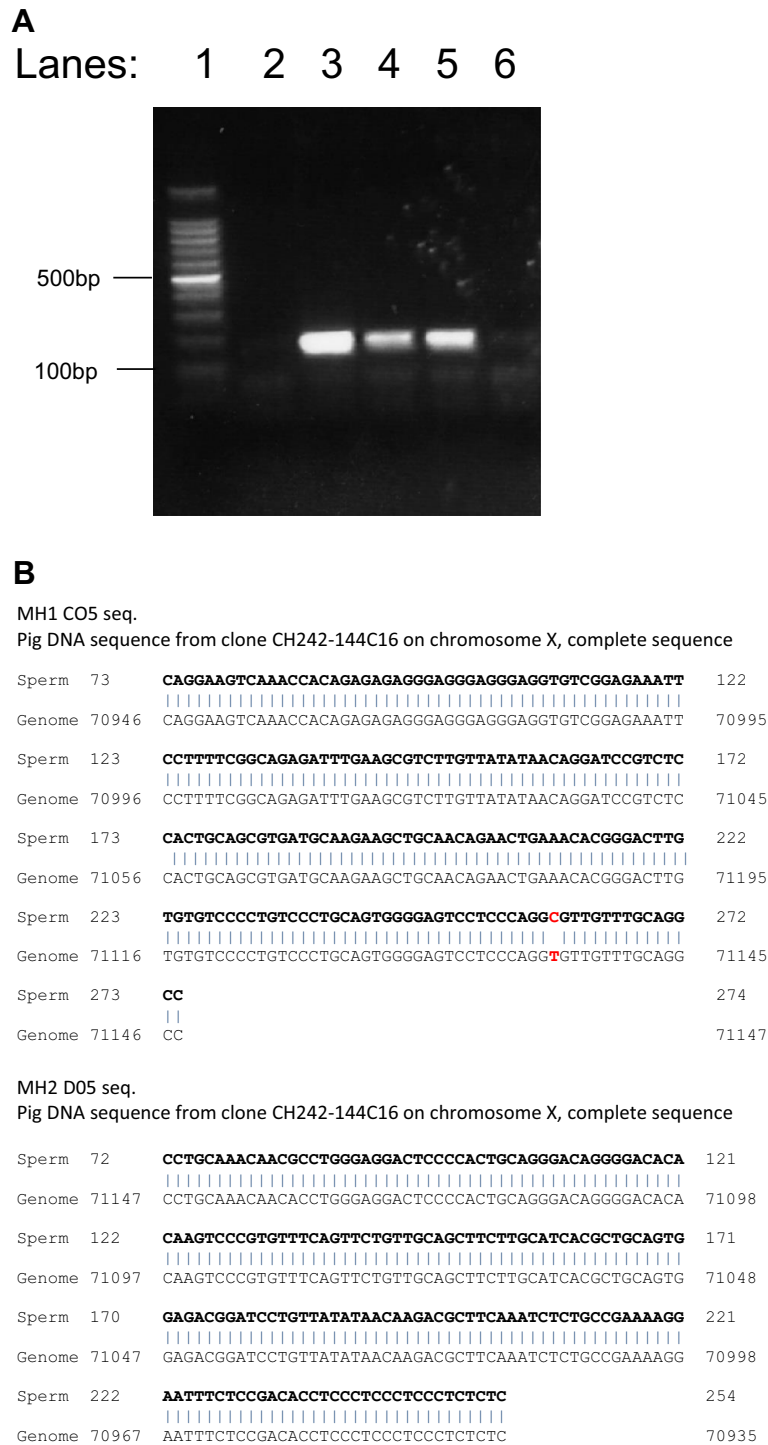 A
Lanes: 1 2 3 4 5 6
500bp
100bp
B
MH1 CO5 seq.
Pig DNA sequence from clone CH242-144C16 on chromosome X, complete sequence
Sperm 73 CAGGAAGTCAAACCACAGAGAGAGGGAGGGAGGGAGGTGTCGGAGAAATT 122
Genome 70946 CAGGAAGTCAAACCACAGAGAGAGGGAGGGAGGGAGGTGTCGGAGAAATT 70995
Sperm 123 CCTTTTCGGCAGAGATTTGAAGCGTCTTGTTATATAACAGGATCCGTCTC 172
Genome 70996 CCTTTTCGGCAGAGATTTGAAGCGTCTTGTTATATAACAGGATCCGTCTC 71045
Sperm 173 CACTGCAGCGTGATGCAAGAAGCTGCAACAGAACTGAAACACGGGACTTG 222
Genome 71056 CACTGCAGCGTGATGCAAGAAGCTGCAACAGAACTGAAACACGGGACTTG 71195
Sperm 223 TGTGTCCCCTGTCCCTGCAGTGGGGAGTCCTCCCAGGCGTTGTTTGCAGG 272
Genome 71116 TGTGTCCCCTGTCCCTGCAGTGGGGAGTCCTCCCAGGTGTTGTTTGCAGG 71145
Sperm 273 CC 274
Genome 71146 CC 71147
MH2 D05 seq.
Pig DNA sequence from clone CH242-144C16 on chromosome X, complete sequence
Sperm 72 CCTGCAAACAACGCCTGGGAGGACTCCCCACTGCAGGGACAGGGGACACA 121
Genome 71147 CCTGCAAACAACACCTGGGAGGACTCCCCACTGCAGGGACAGGGGACACA 71098
Sperm 122 CAAGTCCCGTGTTTCAGTTCTGTTGCAGCTTCTTGCATCACGCTGCAGTG 171
Genome 71097 CAAGTCCCGTGTTTCAGTTCTGTTGCAGCTTCTTGCATCACGCTGCAGTG 71048
Sperm 170 GAGACGGATCCTGTTATATAACAAGACGCTTCAAATCTCTGCCGAAAAGG 221
Genome 71047 GAGACGGATCCTGTTATATAACAAGACGCTTCAAATCTCTGCCGAAAAGG 70998
Sperm 222 AATTTCTCCGACACCTCCCTCCCTCCCTCTCTC 254
Genome 70967 AATTTCTCCGACACCTCCCTCCCTCCCTCTCTC 70935